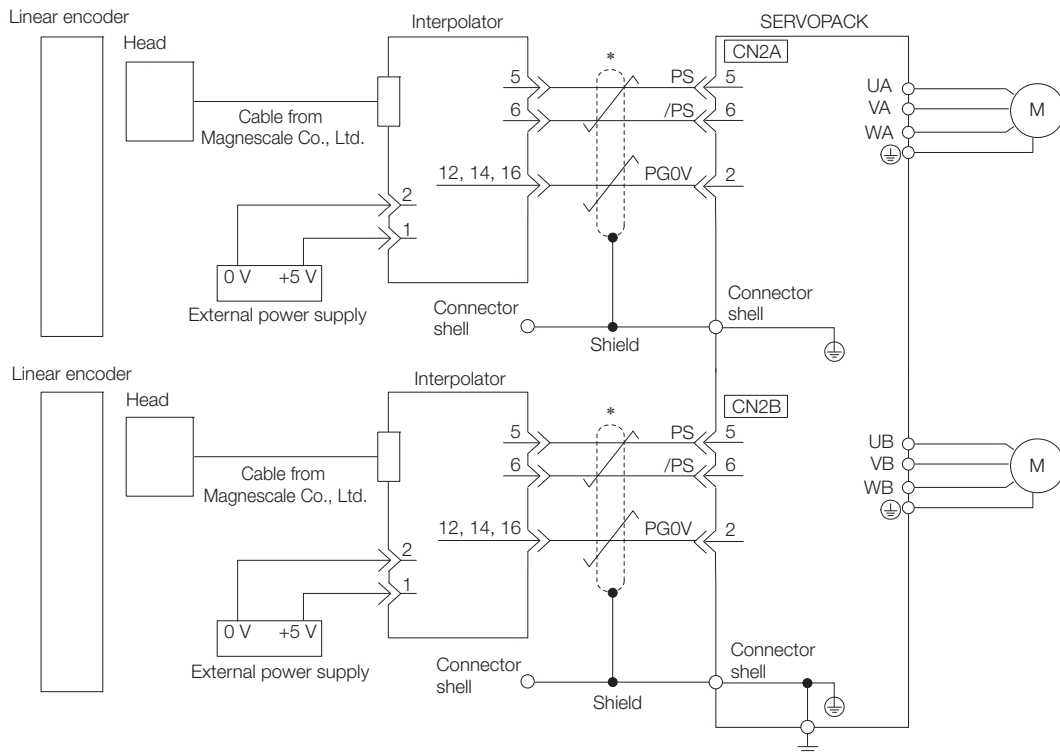 Linear encoder
Head
Interpolator
SERVOPACK
*
CN2A
5
PS
5
6
/PS
6
Cable from
Magnescale Co., Ltd.
12, 14, 16
PG0V
2
2
1
0 V
+5 V
External power supply
Connector
shell
Shield
Connector
shell
UA
VA
WA
M
Linear encoder
Head
Interpolator
*
CN2B
5
PS
5
6
/PS
6
Cable from
Magnescale Co., Ltd.
12, 14, 16
PG0V
2
2
1
0 V
+5 V
External power supply
Connector
shell
Shield
Connector
shell
UB
VB
WB
M